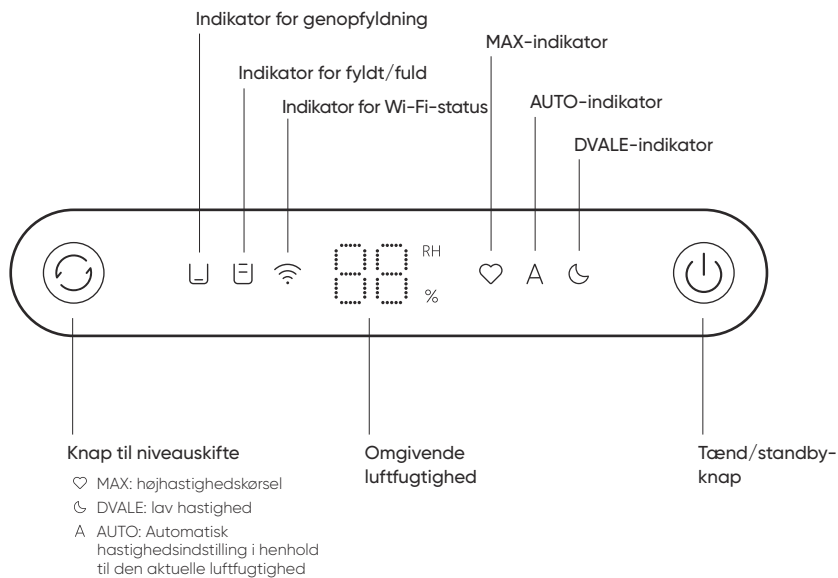 Indikator for genopfyldning
MAX-indikator
Indikator for fyldt/fuld
Indikator for Wi-Fi-status
AUTO-indikator
DVALE-indikator
88 RH
%
A
Knap til niveauskifte
MAX: højhastighedskørsel
DVALE: lav hastighed
A AUTO: Automatisk
hastighedsindstilling i henhold
til den aktuelle luftfugtighed
Omgivende
luftfugtighed
Tænd/standby-
knap